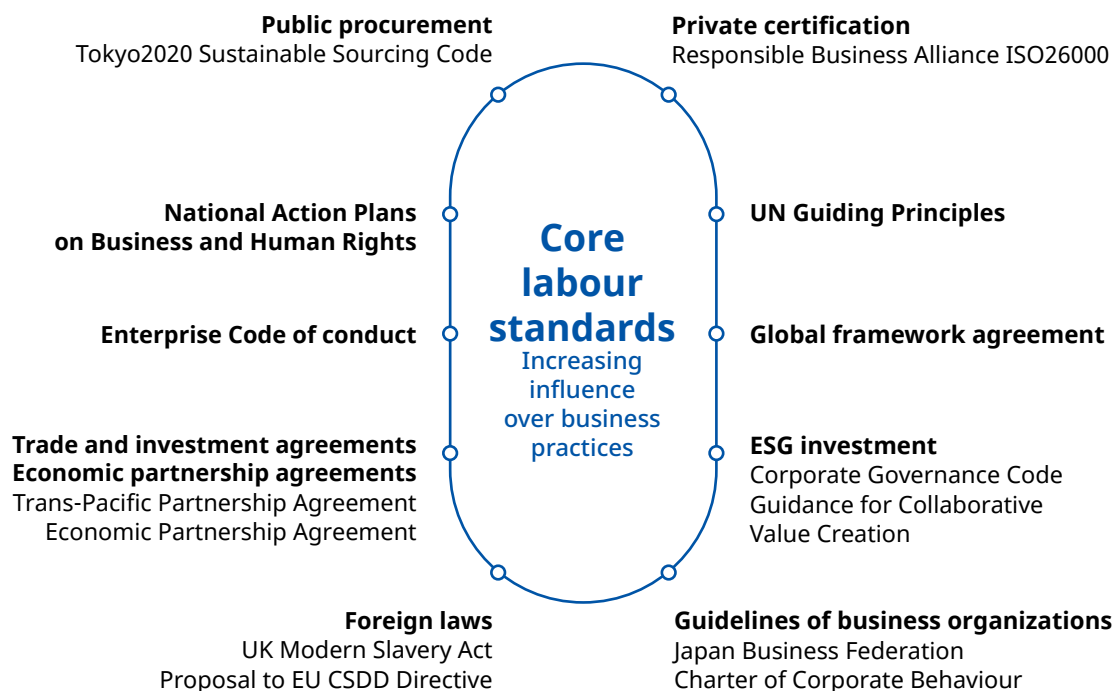 Public procurement
Tokyo2020 Sustainable Sourcing Code
Private certification
Responsible Business Alliance ISO26000
National Action Plans
on Business and Human Rights
UN Guiding Principles
Core
labour
standards
Increasing
influence
over business
practices
Enterprise Code of conduct
Global framework agreement
Trade and investment agreements
Economic partnership agreements
Trans-Pacific Partnership Agreement
Economic Partnership Agreement
ESG investment
Corporate Governance Code
Guidance for Collaborative
Value Creation
Foreign laws
UK Modern Slavery Act
Proposal to EU CSDD Directive
Guidelines of business organizations
Japan Business Federation
Charter of Corporate Behaviour